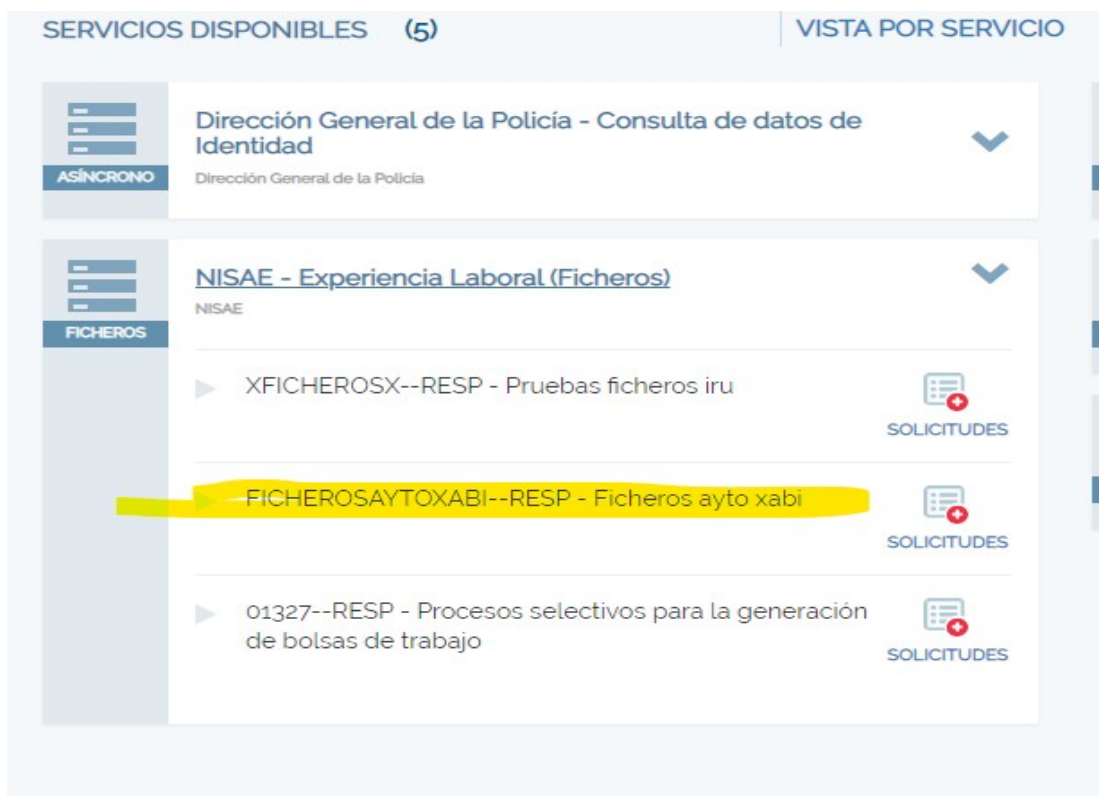 SERVICIOS DISPONIBLES (5)
VISTA POR SERVICIO
ASÍNCRONO
Dirección General de la Policía - Consulta de datos de
Identidad
Dirección General de la Policía
FICHEROS
NISAE - Experiencia Laboral (Ficheros)
NISAE
XFICHEROSX--RESP - Pruebas ficheros iru
SOLICITUDES
FICHEROSAYTOXABI--RESP - Ficheros ayto xabi
SOLICITUDES
01327--RESP - Procesos selectivos para la generación
de bolsas de trabajo
SOLICITUDES